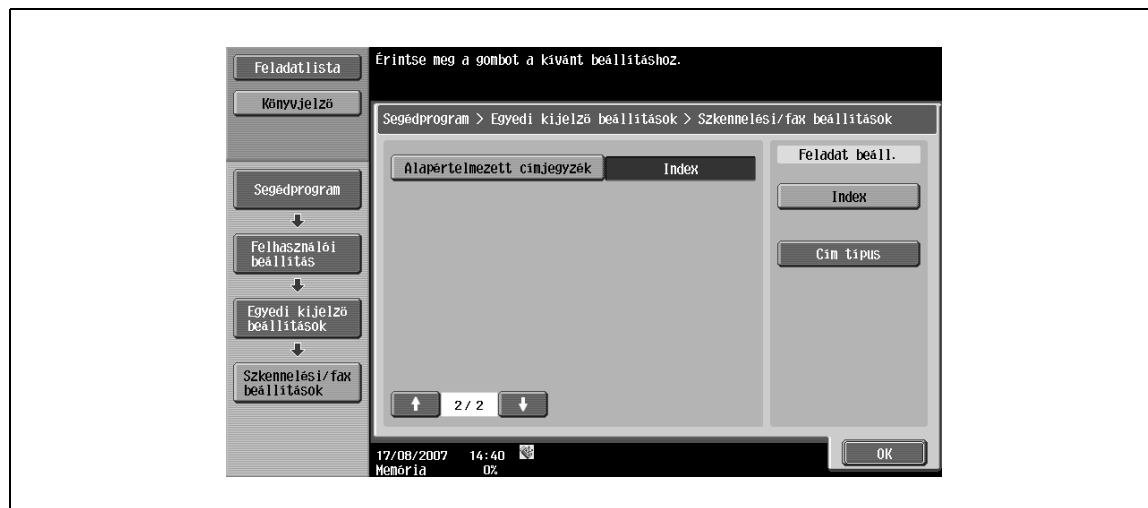 Feladatlista
Könyvjelző
Érintse meg a gombot a kívánt beállításhoz.
Segédprogram > Egyedi kijelző beállítások > Szkennelési/fax beállítások
Alapértelmezett címjegyzék
Index
Feladat beáll.
Index
Cím típus
Segédprogram
Felhasználói
beállítás
Egyedi kijelző
beállítások
Szkennelési/fax
beállítások
2/ 2
17/08/2007 14:40
Memória 0%
OK